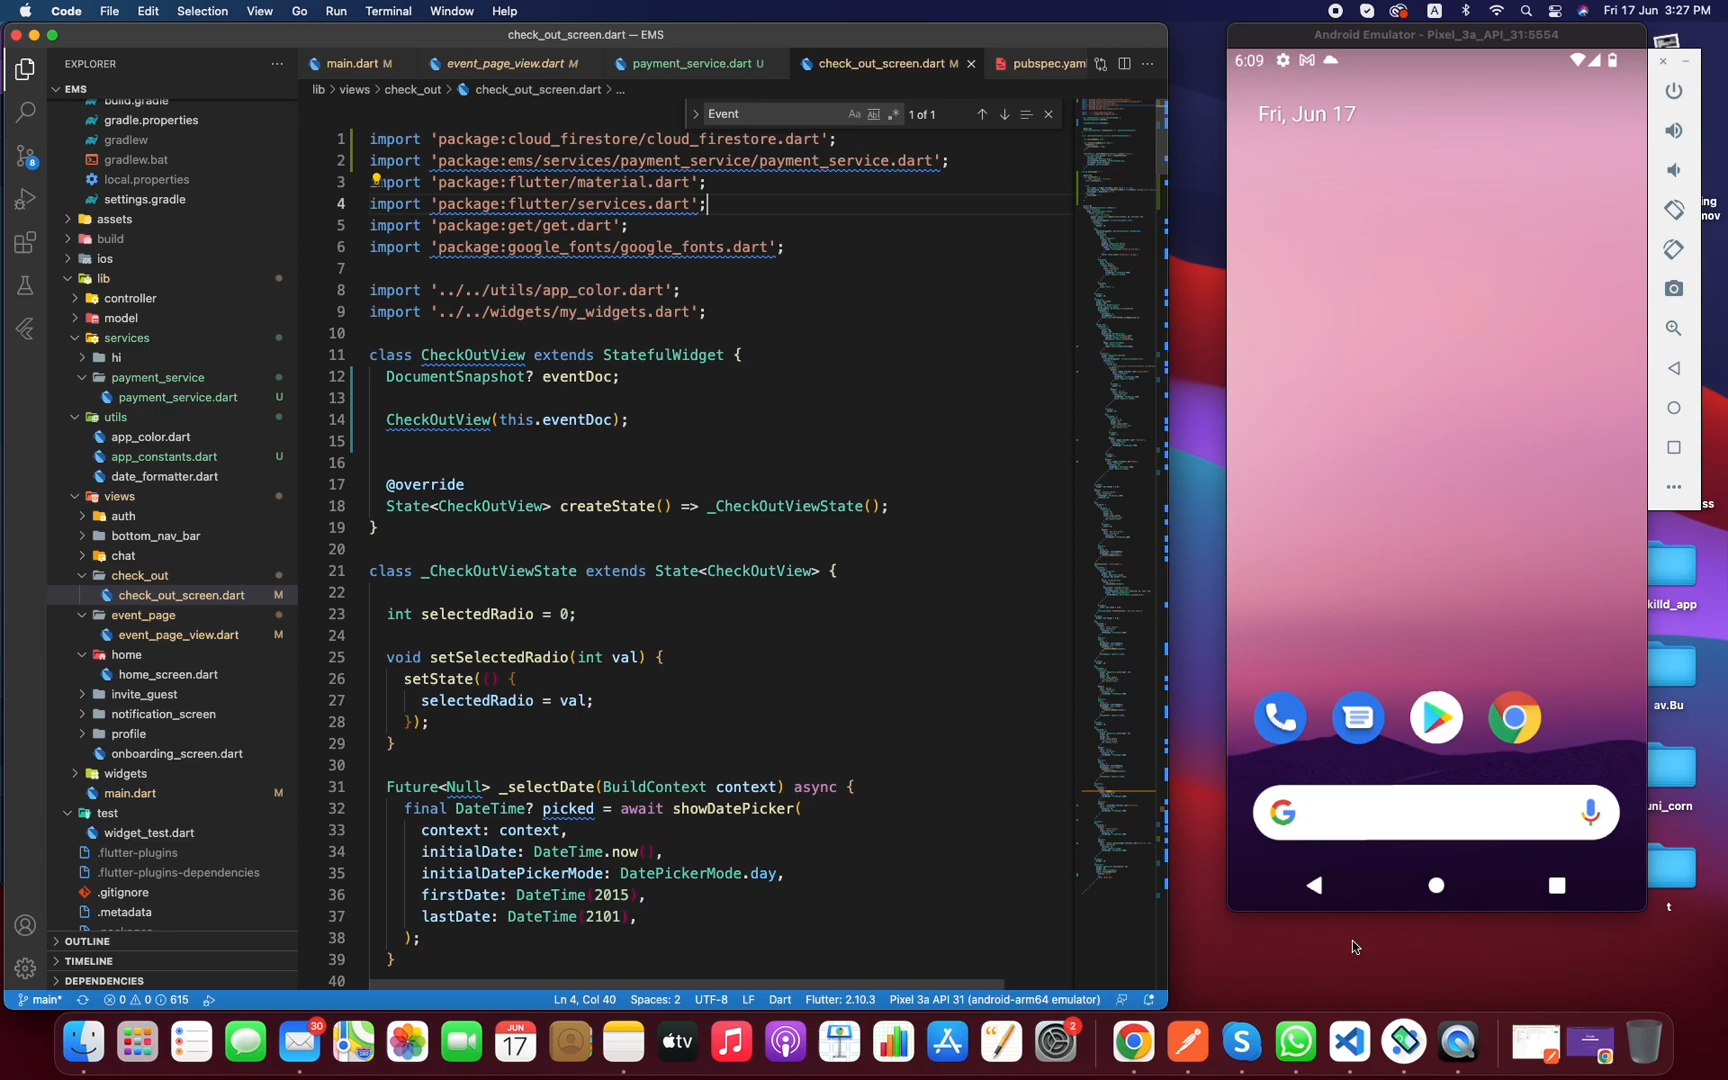 Code File Edit Selection View Go Run Terminal Window Help
A
Fri 17 Jun 3:27 PM
check_out_screen.dart — EMS
EXPLORER
main.dart M
event_page_view.dart M
payment_service.dart U
check_out_screen.dart M
pubspec.yaml
EMS
lib > views > check_out > check_out_screen.dart > ...
Event
Aa
1 of 1
build.gradle
gradle.properties
gradlew
gradlew.bat
local.properties
settings.gradle
assets
build
ios
lib
controller
model
services
hi
payment_service
payment_service.dart U
utils
app_color.dart
app_constants.dart U
date_formatter.dart
views
auth
bottom_nav_bar
chat
check_out
check_out_screen.dart M
event_page
event_page_view.dart M
home
home_screen.dart
invite_guest
notification_screen
profile
onboarding_screen.dart
widgets
main.dart M
test
widget_test.dart
.flutter-plugins
.flutter-plugins-dependencies
.gitignore
.metadata
OUTLINE
TIMELINE
DEPENDENCIES
8
1 import 'package:cloud_firestore/cloud_firestore.dart';
2 import 'package:ems/services/payment_service/payment_service.dart';
3 import 'package:flutter/material.dart';
4 import 'package:flutter/services.dart';
5 import 'package:get/get.dart';
6 import 'package:google_fonts/google_fonts.dart';
7
8 import '../../utils/app_color.dart';
9 import '../../widgets/my_widgets.dart';
10
11 class CheckOutView extends StatefulWidget {
12 DocumentSnapshot? eventDoc;
13
14 CheckOutView(this.eventDoc);
15
16
17 @override
18 State<CheckOutView> createState() => _CheckOutViewState();
19 }
20
21 class _CheckOutViewState extends State<CheckOutView> {
22
23 int selectedRadio = 0;
24
25 void setSelectedRadio(int val) {
26 setState(() {
27 selectedRadio = val;
28 });
29 }
30
31 Future<Null> _selectDate(BuildContext context) async {
32 final DateTime? picked = await showDatePicker(
33 context: context,
34 initialDate: DateTime.now(),
35 initialDatePickerMode: DatePickerMode.day,
36 firstDate: DateTime(2015),
37 lastDate: DateTime(2101),
38 );
39 }
40
main* 0 0 615
Ln 4, Col 40 Spaces: 2 UTF-8 LF Dart Flutter: 2.10.3 Pixel 3a API 31 (android-arm64 emulator)
Android Emulator - Pixel_3a_API_31:5554
6:09
Fri, Jun 17
ing
nov
ss
killd_app
av.Bu
uni_corn
t
30
JUN
17
tv
2